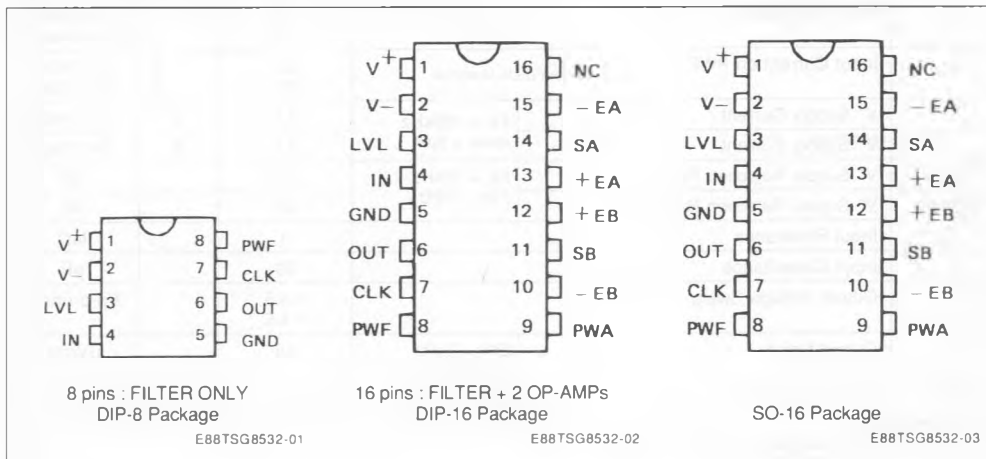 V+ 1 8 PWF
V− 2 7 CLK
LVL 3 6 OUT
IN 4 5 GND
8 pins : FILTER ONLY
DIP-8 Package
E88TSG8532-01
V+ 1 16 NC
V− 2 15 −EA
LVL 3 14 SA
IN 4 13 +EA
GND 5 12 +EB
OUT 6 11 SB
CLK 7 10 −EB
PWF 8 9 PWA
16 pins : FILTER + 2 OP-AMPs
DIP-16 Package
E88TSG8532-02
V+ 1 16 NC
V− 2 15 −EA
LVL 3 14 SA
IN 4 13 +EA
GND 5 12 +EB
OUT 6 11 SB
CLK 7 10 −EB
PWF 8 9 PWA
SO-16 Package
E88TSG8532-03